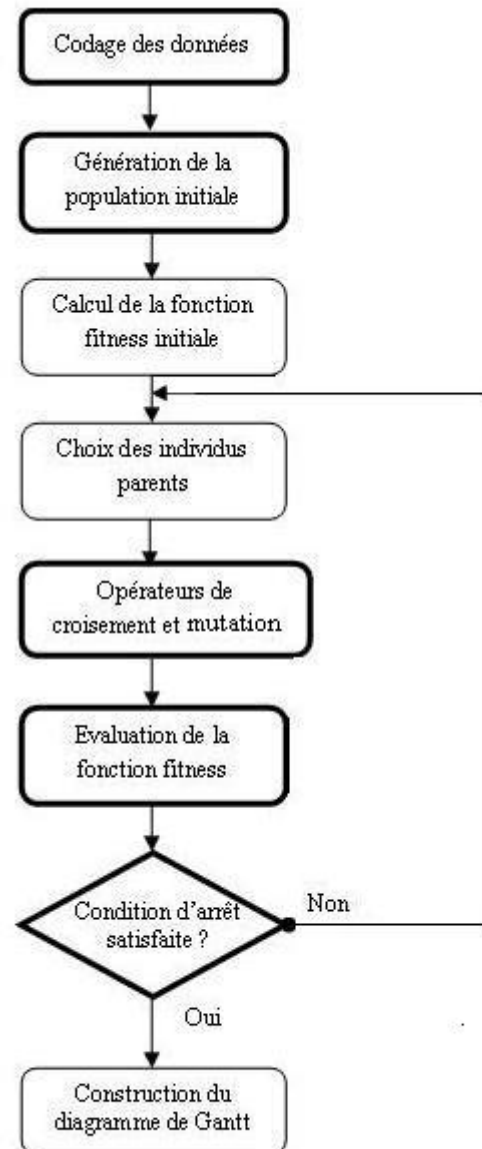 Codage des données
Génération de la
population initiale
Calcul de la fonction
fitness initiale
Choix des individus
parents
Opérateurs de
croisement et mutation
Evaluation de la
fonction fitness
Condition d'arrêt
satisfaite ?
Non
Oui
Construction du
diagramme de Gantt